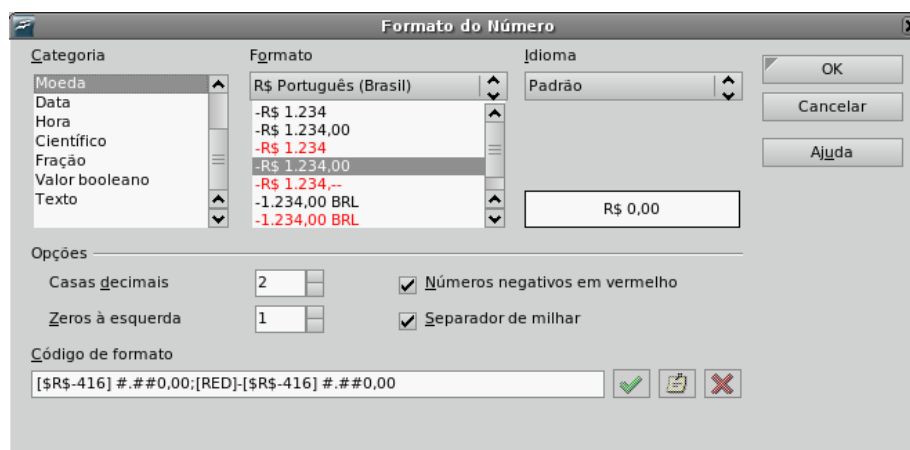 Formato do Número
Categoria
Moeda
Data
Hora
Científico
Fração
Valor booleano
Texto
Formato
R$ Português (Brasil)
-R$ 1.234
-R$ 1.234,00
-R$ 1.234
-R$ 1.234,00
-R$ 1.234,--
-1.234,00 BRL
-1.234,00 BRL
Idioma
Padrão
R$ 0,00
OK
Cancelar
Ajuda
Opções
Casas decimais 2
Números negativos em vermelho
Zeros à esquerda 1
Separador de milhar
Código de formato
[$R$-416] #.##0,00;[RED]-[$R$-416] #.##0,00